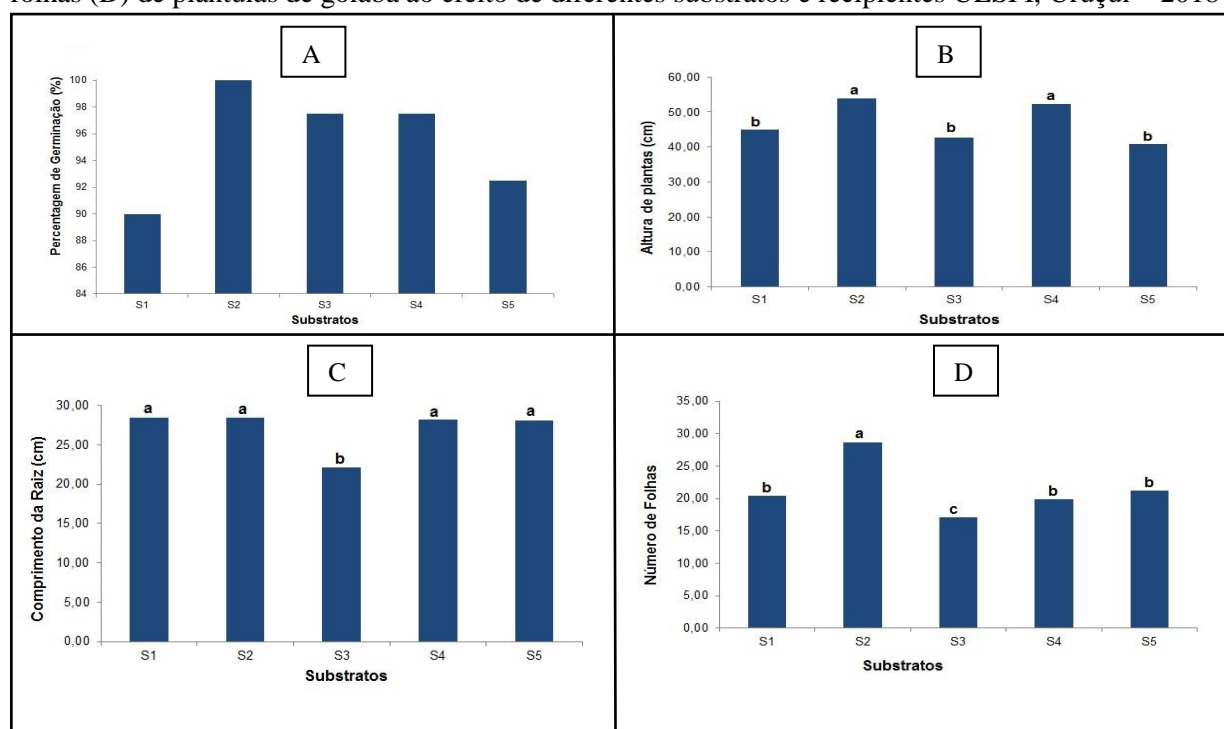 folhas (D) de plântulas de goiaba ao efeito de diferentes substratos e recipientes UESPI, Uruçuí – 2018
A
Percentagem de Germinação (%)
100
98
96
94
92
90
88
86
84
S1 S2 S3 S4 S5
Substratos
B
Altura de plantas (cm)
60,00
50,00
40,00
30,00
20,00
10,00
0,00
b a b a b
S1 S2 S3 S4 S5
Substratos
C
Comprimento da Raiz (cm)
30,00
25,00
20,00
15,00
10,00
5,00
0,00
a a b a a
S1 S2 S3 S4 S5
Substratos
D
Número de Folhas
35,00
30,00
25,00
20,00
15,00
10,00
5,00
0,00
b a c b b
S1 S2 S3 S4 S5
Substratos